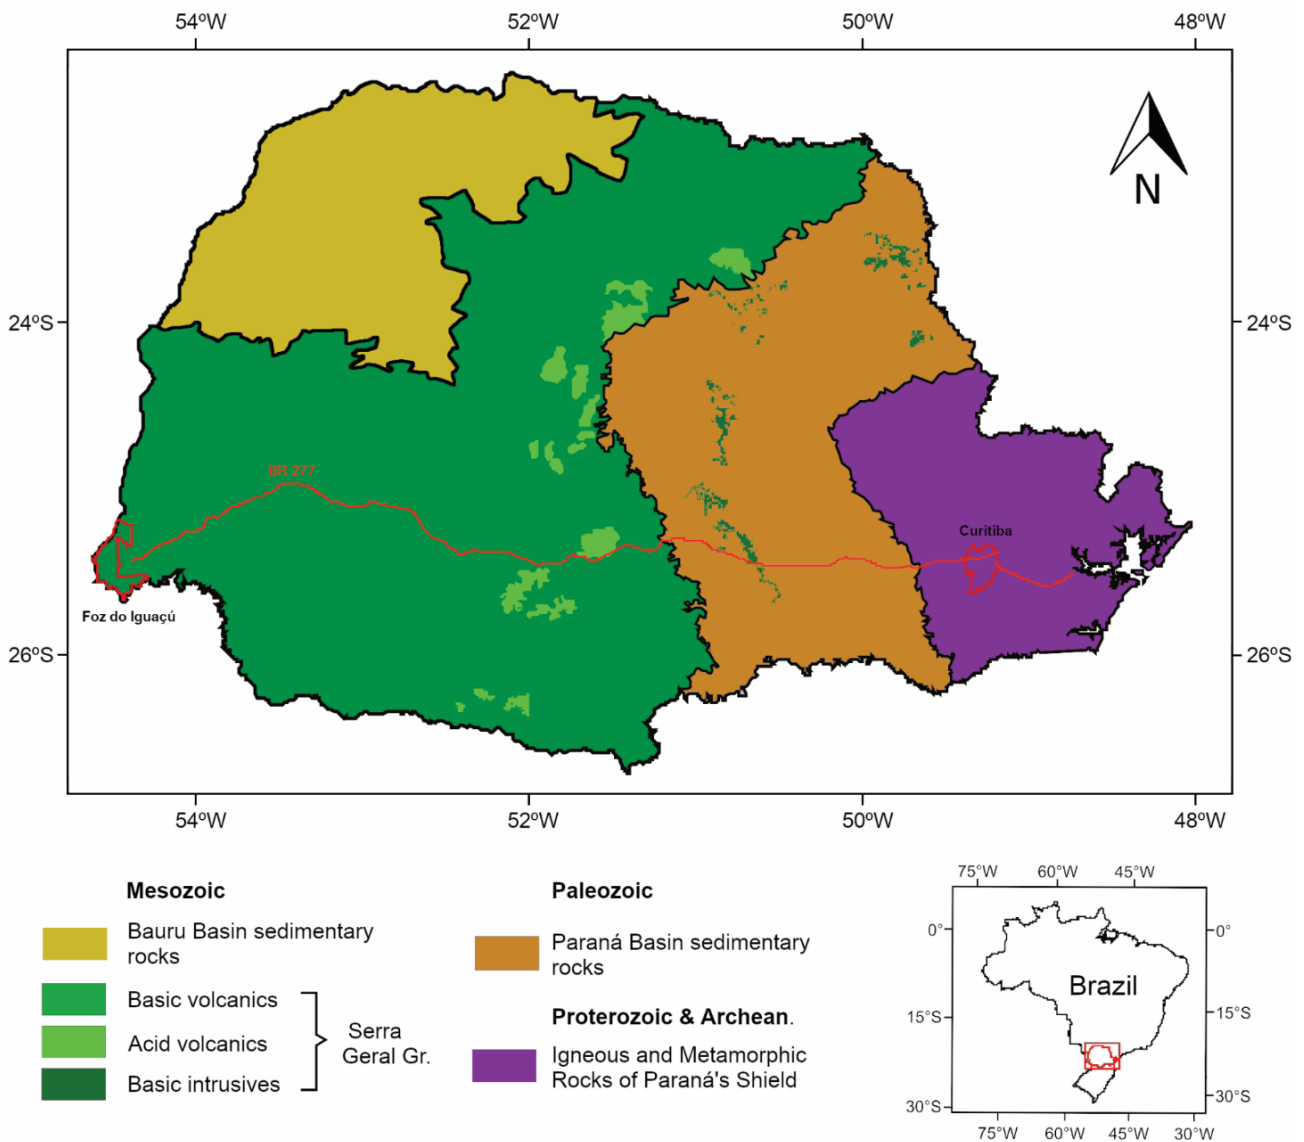 54ºW 52ºW 50ºW 48ºW
N
24ºS 24ºS
BR 277
Curitiba
Foz do Iguaçú
26ºS 26ºS
54ºW 52ºW 50ºW 48ºW
Mesozoic
Bauru Basin sedimentary
rocks
Basic volcanics
Acid volcanics
Basic intrusives
Serra
Geral Gr.
Paleozoic
Paraná Basin sedimentary
rocks
Proterozoic & Archean.
Igneous and Metamorphic
Rocks of Paraná's Shield
75°W 60°W 45°W
0° 0°
Brazil
15°S 15°S
30°S 30°S
75°W 60°W 45°W 30°W